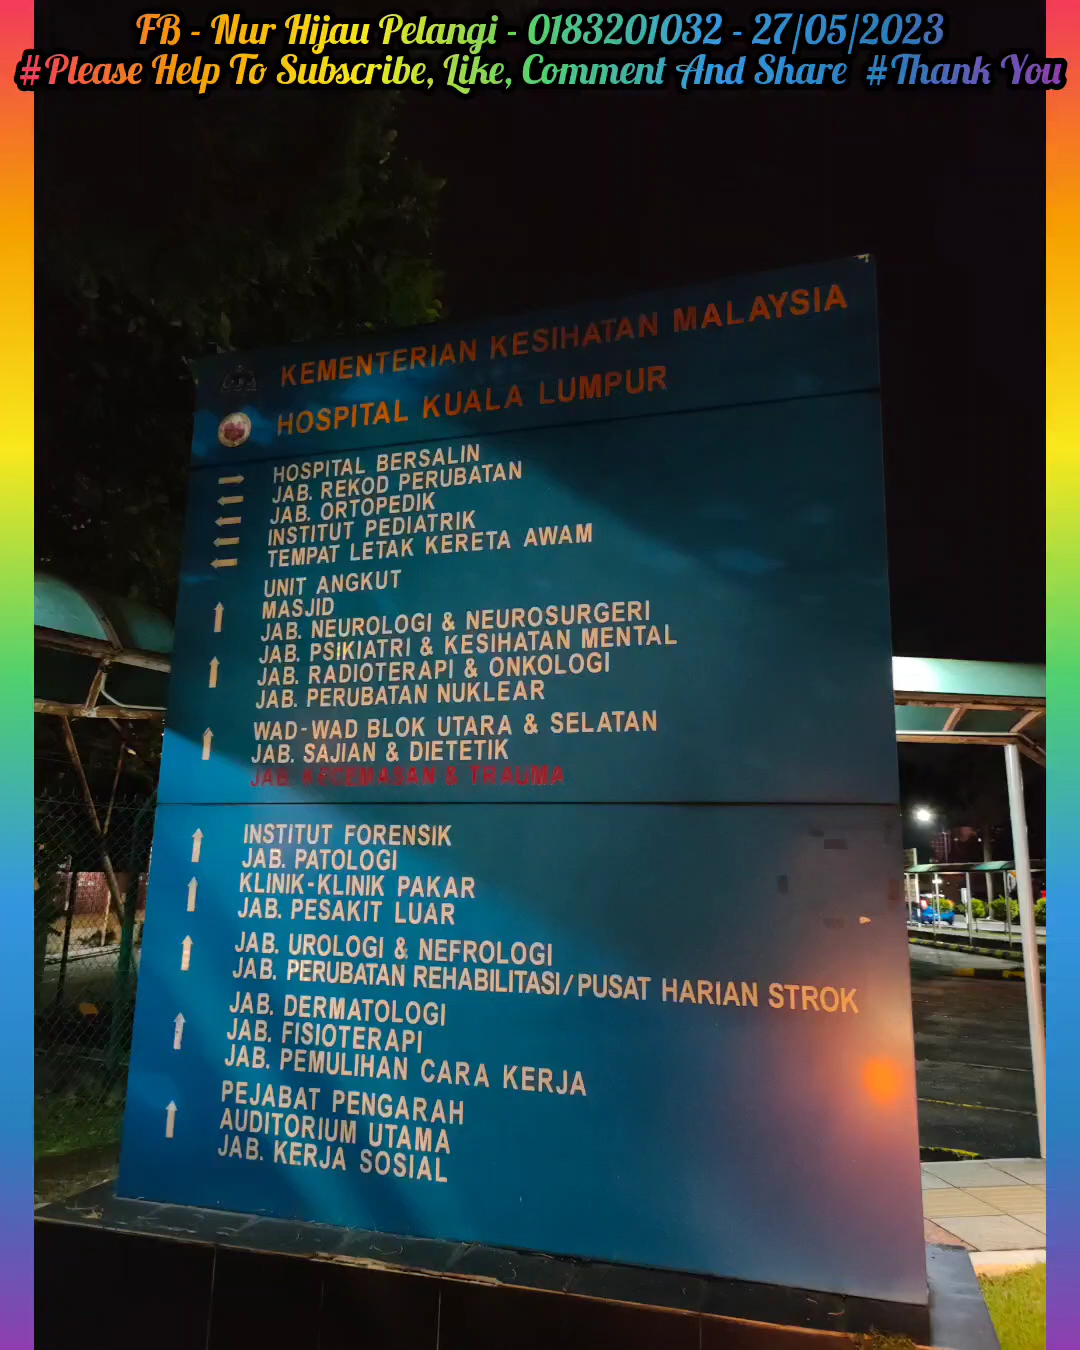 FB - Nur Hijau Pelangi - 0183201032 - 27/05/2023
#Please Help To Subscribe, Like, Comment And Share #Thank You
KEMENTERIAN KESIHATAN MALAYSIA
HOSPITAL KUALA LUMPUR
HOSPITAL BERSALIN
JAB. REKOD PERUBATAN
JAB. ORTOPEDIK
INSTITUT PEDIATRIK
TEMPAT LETAK KERETA AWAM
UNIT ANGKUT
MASJID
JAB. NEUROLOGI & NEUROSURGERI
JAB. PSIKIATRI & KESIHATAN MENTAL
JAB. RADIOTERAPI & ONKOLOGI
JAB. PERUBATAN NUKLEAR
WAD-WAD BLOK UTARA & SELATAN
JAB. SAJIAN & DIETETIK
JAB. KECEMASAN & TRAUMA
INSTITUT FORENSIK
JAB. PATOLOGI
KLINIK-KLINIK PAKAR
JAB. PESAKIT LUAR
JAB. UROLOGI & NEFROLOGI
JAB. PERUBATAN REHABILITASI/PUSAT HARIAN STROK
JAB. DERMATOLOGI
JAB. FISIOTERAPI
JAB. PEMULIHAN CARA KERJA
PEJABAT PENGARAH
AUDITORIUM UTAMA
JAB. KERJA SOSIAL